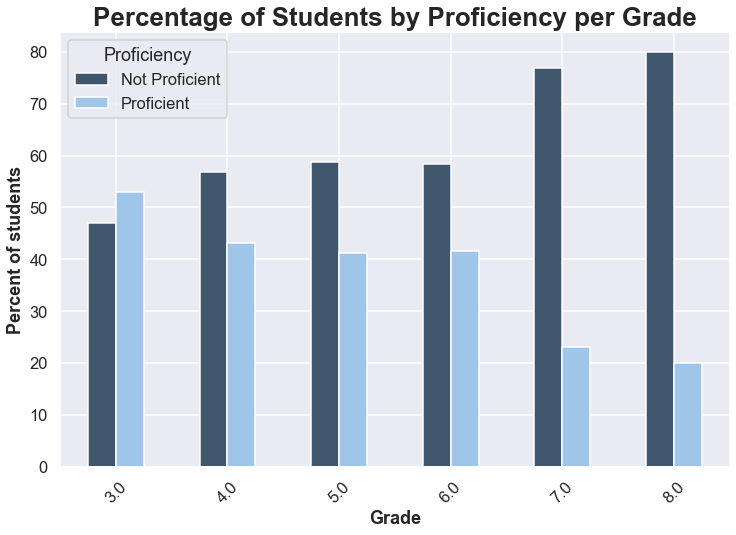 Percentage of Students by Proficiency per Grade
Proficiency
Not Proficient
Proficient
80
70
60
50
40
30
20
10
0
Percent of students
3.0
4.0
5.0
6.0
7.0
8.0
Grade